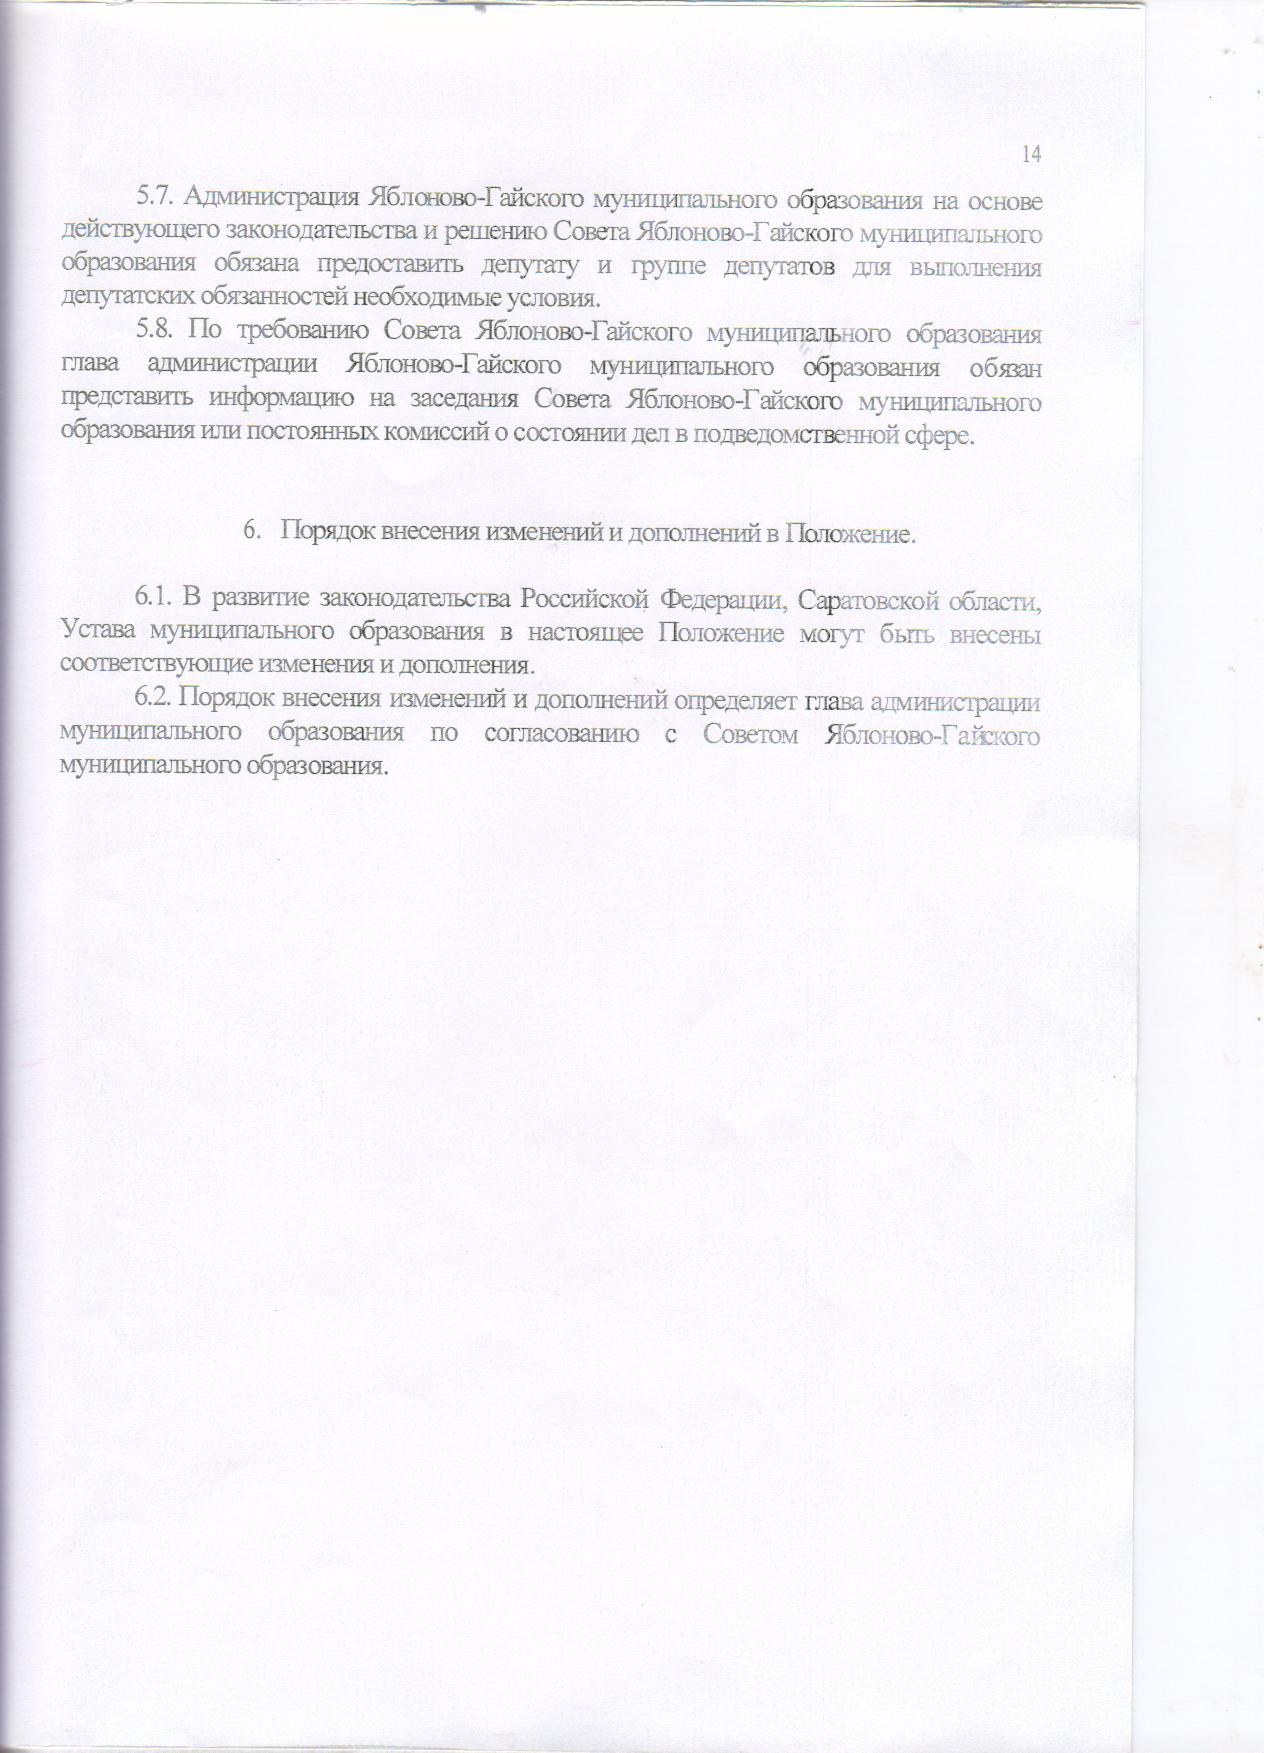 14
5.7. Администрация Яблоново-Гайского муниципального образования на основе
действующего законодательства и решению Совета Яблоново-Гайского муниципального
образования обязана предоставить депутату и группе депутатов для выполнения
депутатских обязанностей необходимые условия.
5.8. По требованию Совета Яблоново-Гайского муниципального образования
глава администрации Яблоново-Гайского муниципального образования обязан
представить информацию на заседания Совета Яблоново-Гайского муниципального
образования или постоянных комиссий о состоянии дел в подведомственной сфере.
6. Порядок внесения изменений и дополнений в Положение.
6.1. В развитие законодательства Российской Федерации, Саратовской области,
Устава муниципального образования в настоящее Положение могут быть внесены
соответствующие изменения и дополнения.
6.2. Порядок внесения изменений и дополнений определяет глава администрации
муниципального образования по согласованию с Советом Яблоново-Гайского
муниципального образования.